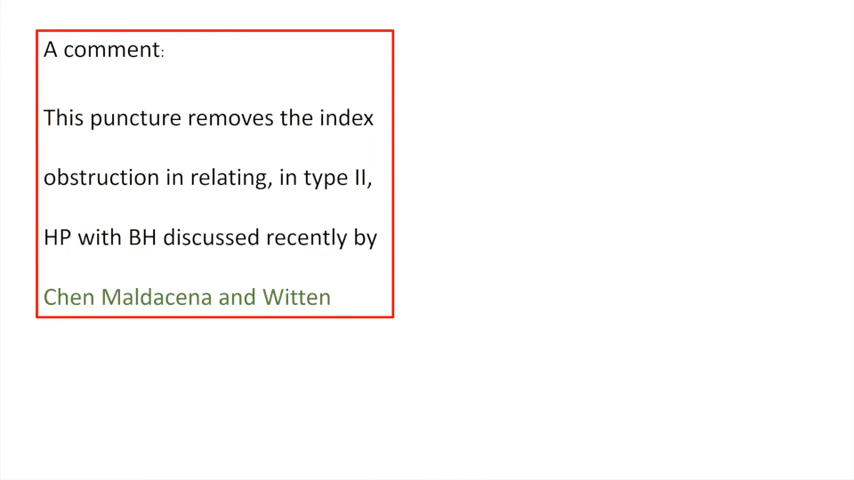 A comment:
This puncture removes the index
obstruction in relating, in type II,
HP with BH discussed recently by
Chen Maldacena and Witten